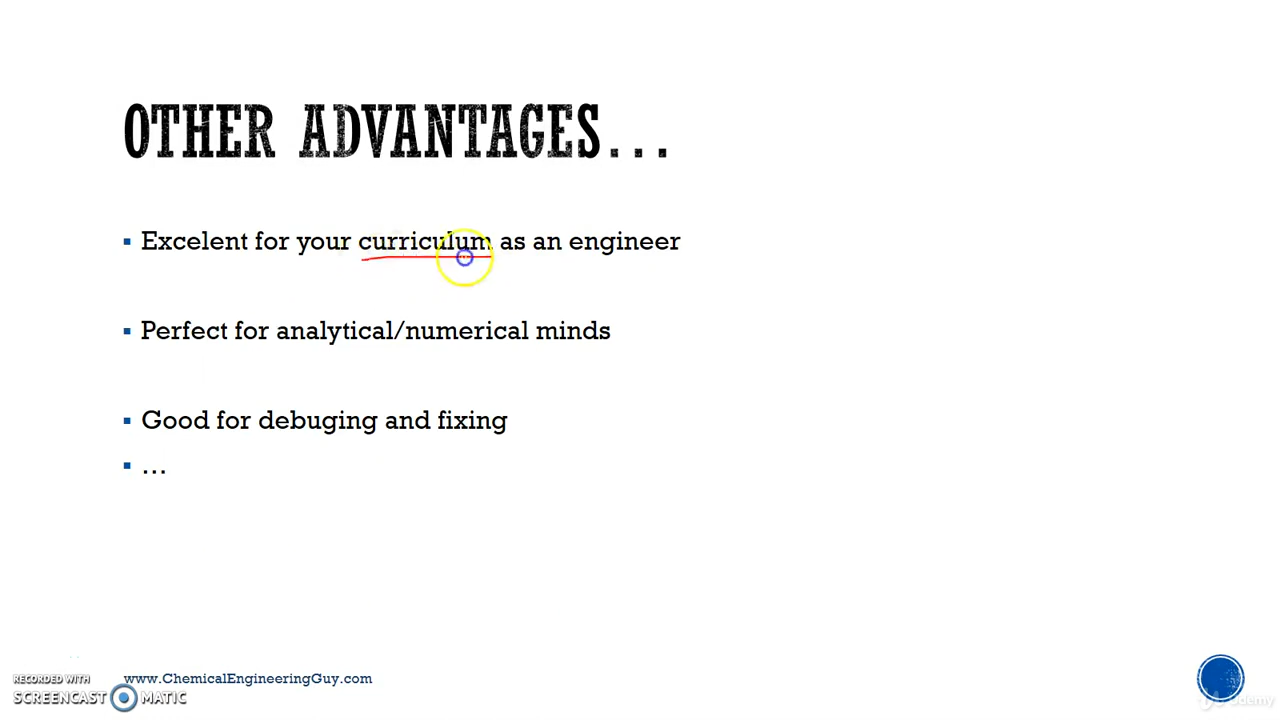 OTHER ADVANTAGES...
Excelent for your curriculum as an engineer
Perfect for analytical/numerical minds
Good for debuging and fixing
...
www.ChemicalEngineeringGuy.com
RECORDED WITH
SCREENCAST MATIC
Udemy